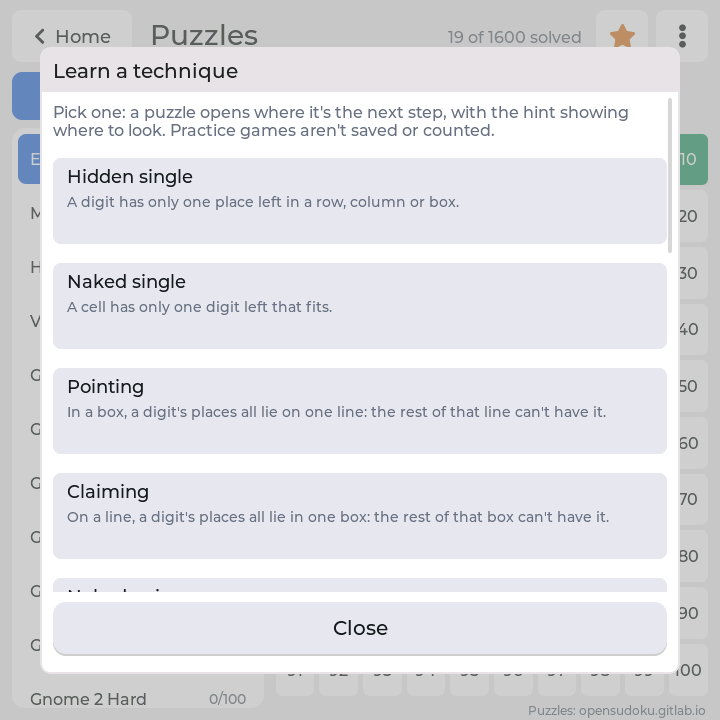 Home
Puzzles
19 of 1600 solved
Learn a technique
Pick one: a puzzle opens where it's the next step, with the hint showing
where to look. Practice games aren't saved or counted.
Hidden single
A digit has only one place left in a row, column or box.
Naked single
A cell has only one digit left that fits.
Pointing
In a box, a digit's places all lie on one line: the rest of that line can't have it.
Claiming
On a line, a digit's places all lie in one box: the rest of that box can't have it.
Close
10
20
30
40
50
60
70
80
90
100
Gnome 2 Hard
0/100
Puzzles: opensudoku.gitlab.io